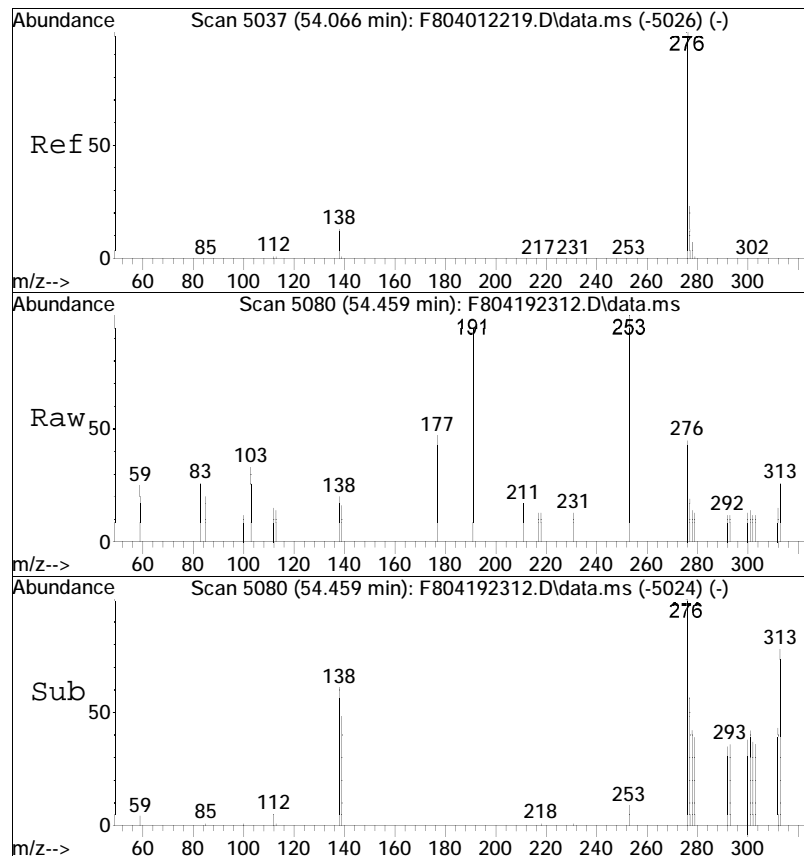 Abundance Scan 5037 (54.066 min): F804012219.D\data.ms (-5026) (-)
276
Ref 50
138
85 112 217 231 253 302
0
m/z--> 60 80 100 120 140 160 180 200 220 240 260 280 300
Abundance Scan 5080 (54.459 min): F804192312.D\data.ms
191 253
Raw 50
177 276
59 83 103 138 211 231 292 313
0
m/z--> 60 80 100 120 140 160 180 200 220 240 260 280 300
Abundance Scan 5080 (54.459 min): F804192312.D\data.ms (-5024) (-)
276
313
138
Sub 50
293
59 85 112 218 253
0
m/z--> 60 80 100 120 140 160 180 200 220 240 260 280 300